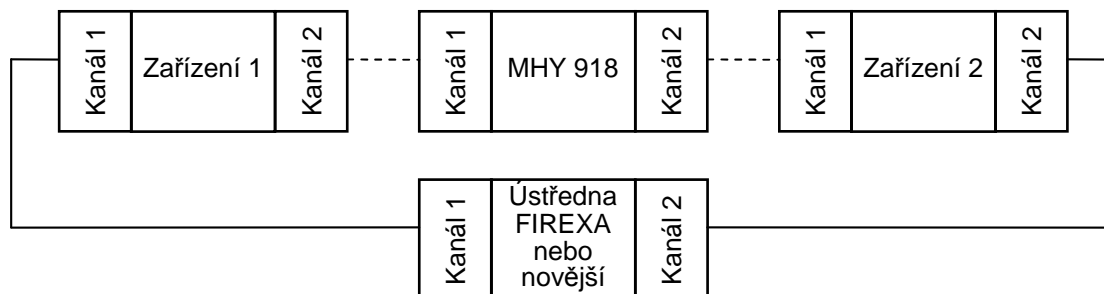 Kanál 1
Zařízení 1
Kanál 2
Kanál 1
MHY 918
Kanál 2
Kanál 1
Zařízení 2
Kanál 2
Kanál 1
Ústředna
FIREXA
nebo
novější
Kanál 2